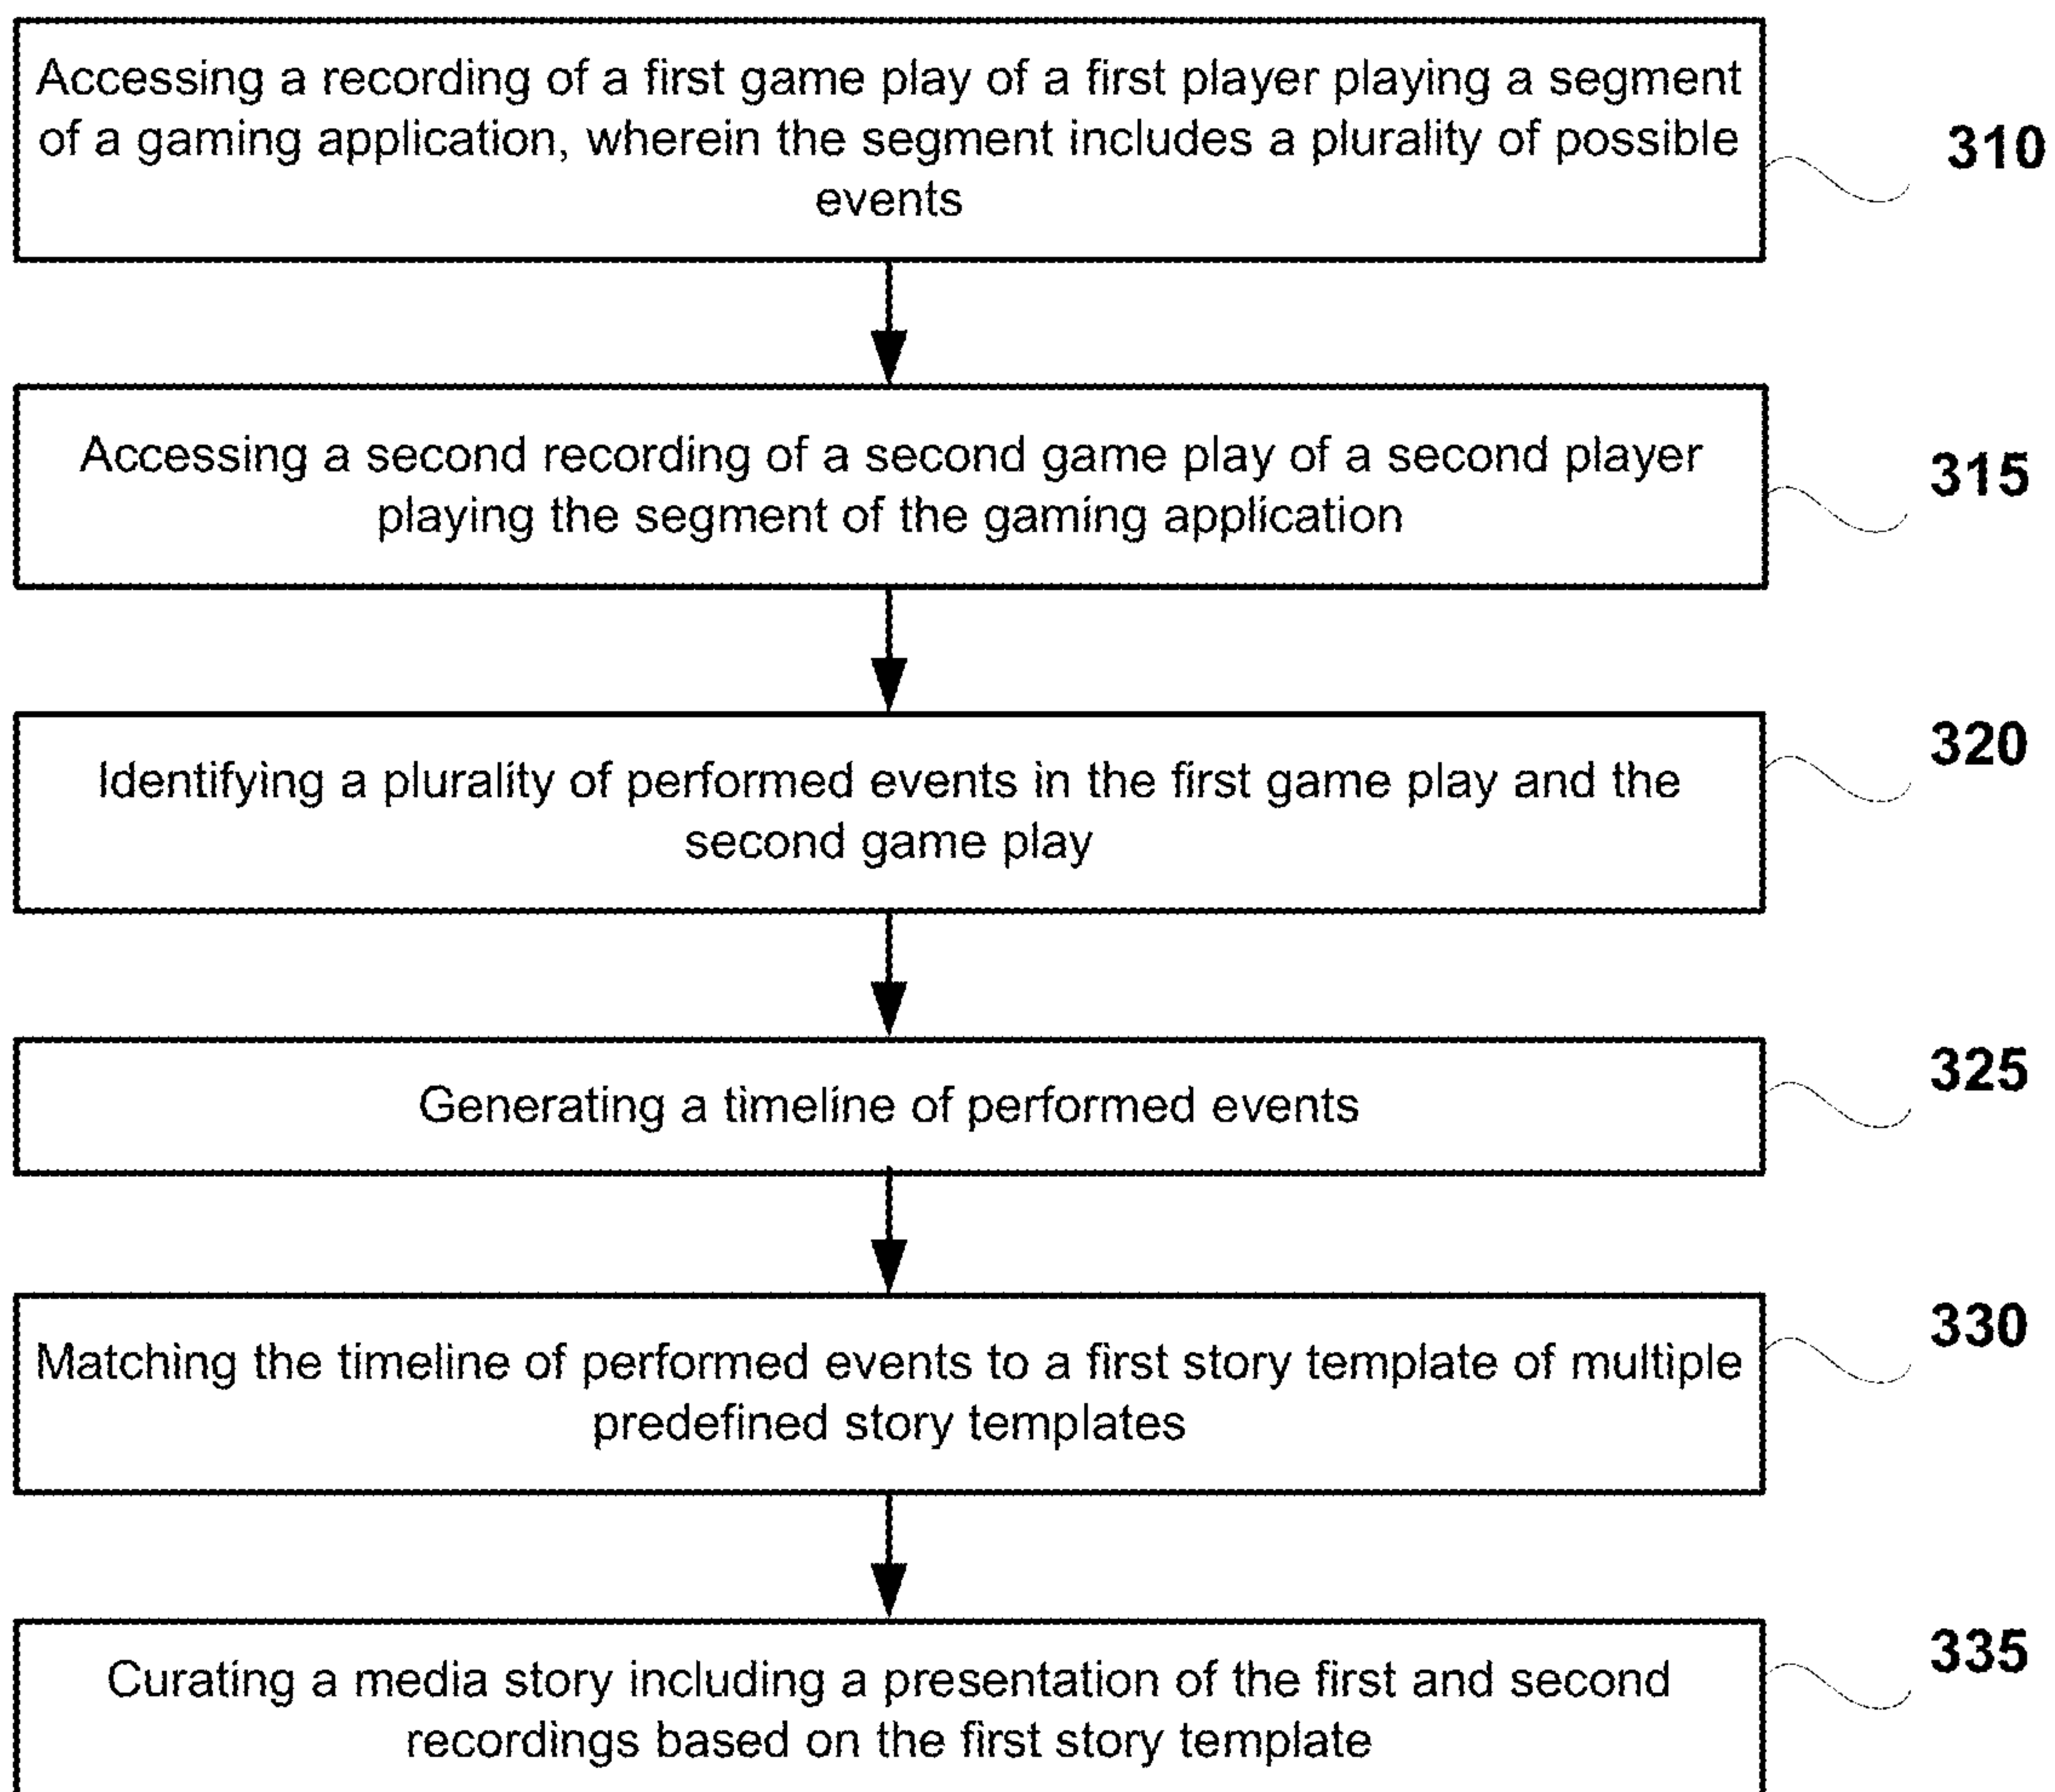 Accessing a recording of a first game play of a first player playing a segment
of a gaming application, wherein the segment includes a plurality of possible
events
310
Accessing a second recording of a second game play of a second player
playing the segment of the gaming application
315
Identifying a plurality of performed events in the first game play and the
second game play
320
Generating a timeline of performed events
325
Matching the timeline of performed events to a first story template of multiple
predefined story templates
330
Curating a media story including a presentation of the first and second
recordings based on the first story template
335